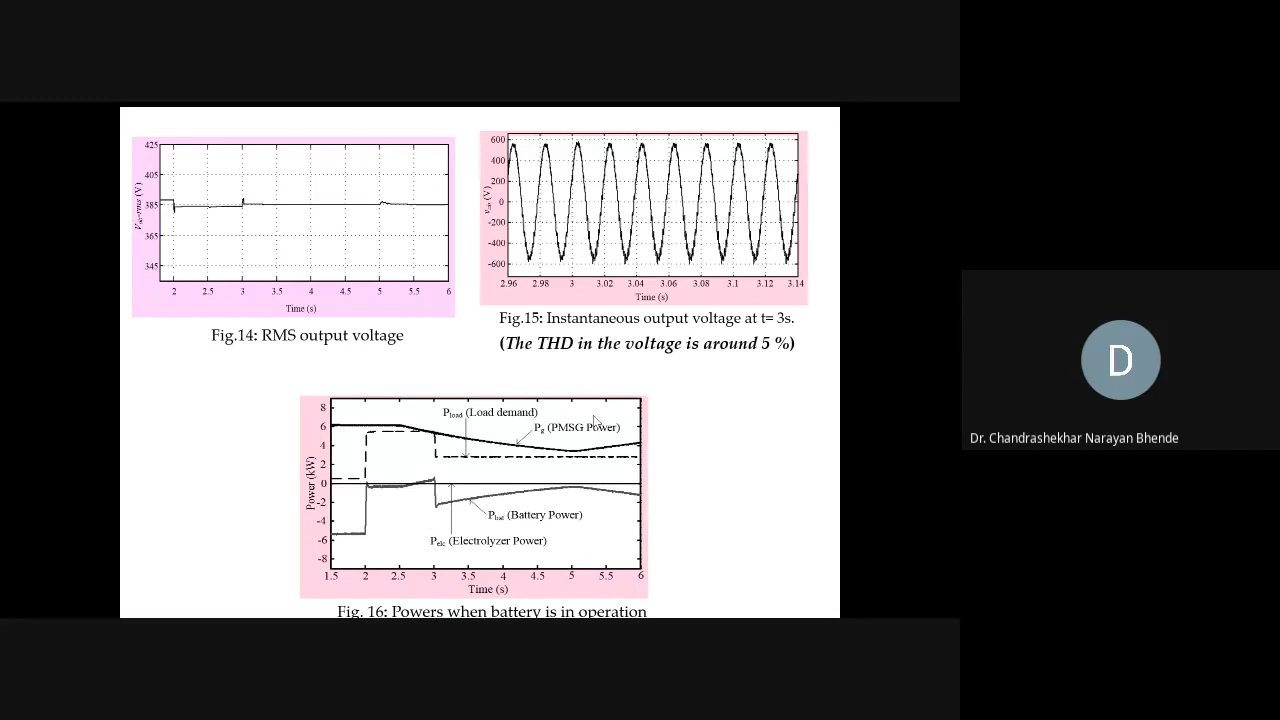 425
405
385
365
345
V
rms (V)
2 2.5 3 3.5 4 4.5 5 5.5 6
Time (s)
Fig.14: RMS output voltage
600
400
200
0
-200
-400
-600
(V)
2.96 2.98 3 3.02 3.04 3.06 3.08 3.1 3.12 3.14
Time (s)
Fig.15: Instantaneous output voltage at t= 3s.
(The THD in the voltage is around 5 %)
8
6
4
2
0
-2
-4
-6
-8
Power (kW)
Pload (Load demand)
Pg (PMSG Power)
Pbat (Battery Power)
Pelc (Electrolyzer Power)
1.5 2 2.5 3 3.5 4 4.5 5 5.5 6
Time (s)
Fig. 16: Powers when battery is in operation
D
Dr. Chandrashekhar Narayan Bhende